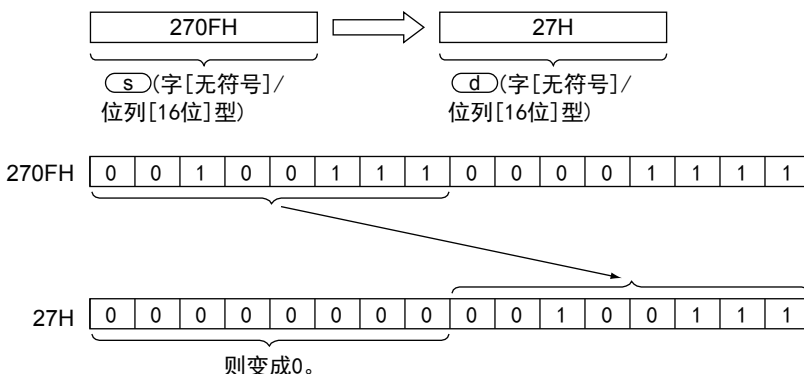 270FH 27H
s (字[无符号]/ d (字[无符号]/
位列[16位]型) 位列[16位]型)
270FH 0 0 1 0 0 1 1 1 0 0 0 0 1 1 1 1
27H 0 0 0 0 0 0 0 0 0 0 1 0 0 1 1 1
则变成0。